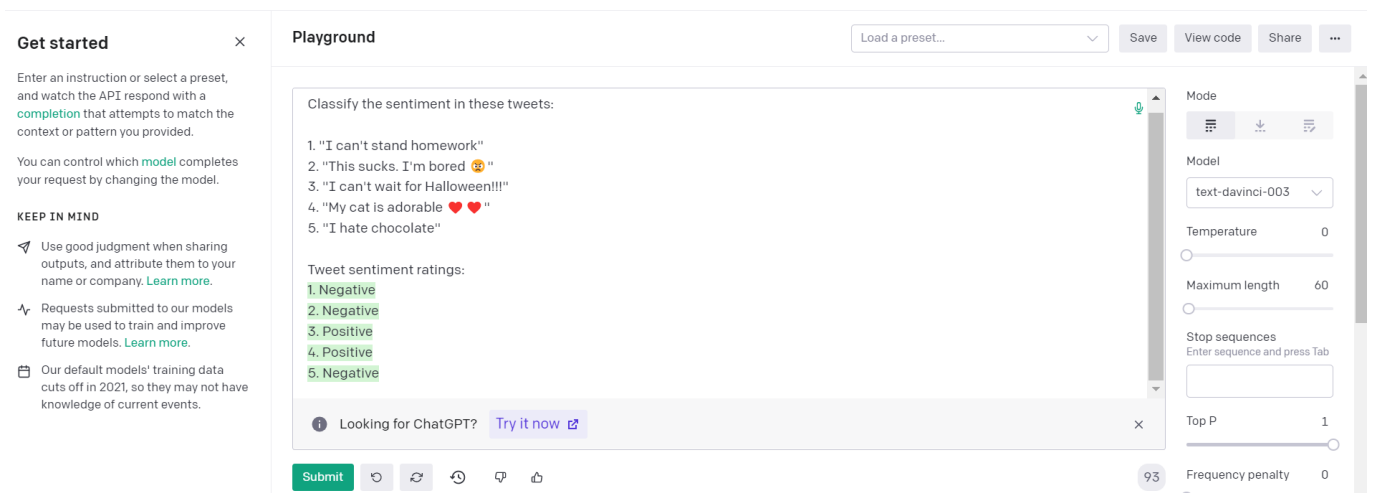 Get started
Enter an instruction or select a preset,
and watch the API respond with a
completion that attempts to match the
context or pattern you provided.
You can control which model completes
your request by changing the model.
KEEP IN MIND
Use good judgment when sharing
outputs, and attribute them to your
name or company. Learn more.
Requests submitted to our models
may be used to train and improve
future models. Learn more.
Our default models' training data
cuts off in 2021, so they may not have
knowledge of current events.
Playground
Load a preset...
Save
View code
Share
...
Classify the sentiment in these tweets:
1. "I can't stand homework"
2. "This sucks. I'm bored 😠"
3. "I can't wait for Halloween!!!"
4. "My cat is adorable ❤️ ❤️"
5. "I hate chocolate"
Tweet sentiment ratings:
1. Negative
2. Negative
3. Positive
4. Positive
5. Negative
Looking for ChatGPT? Try it now
Submit
93
Mode
Model
text-davinci-003
Temperature 0
Maximum length 60
Stop sequences
Enter sequence and press Tab
Top P 1
Frequency penalty 0